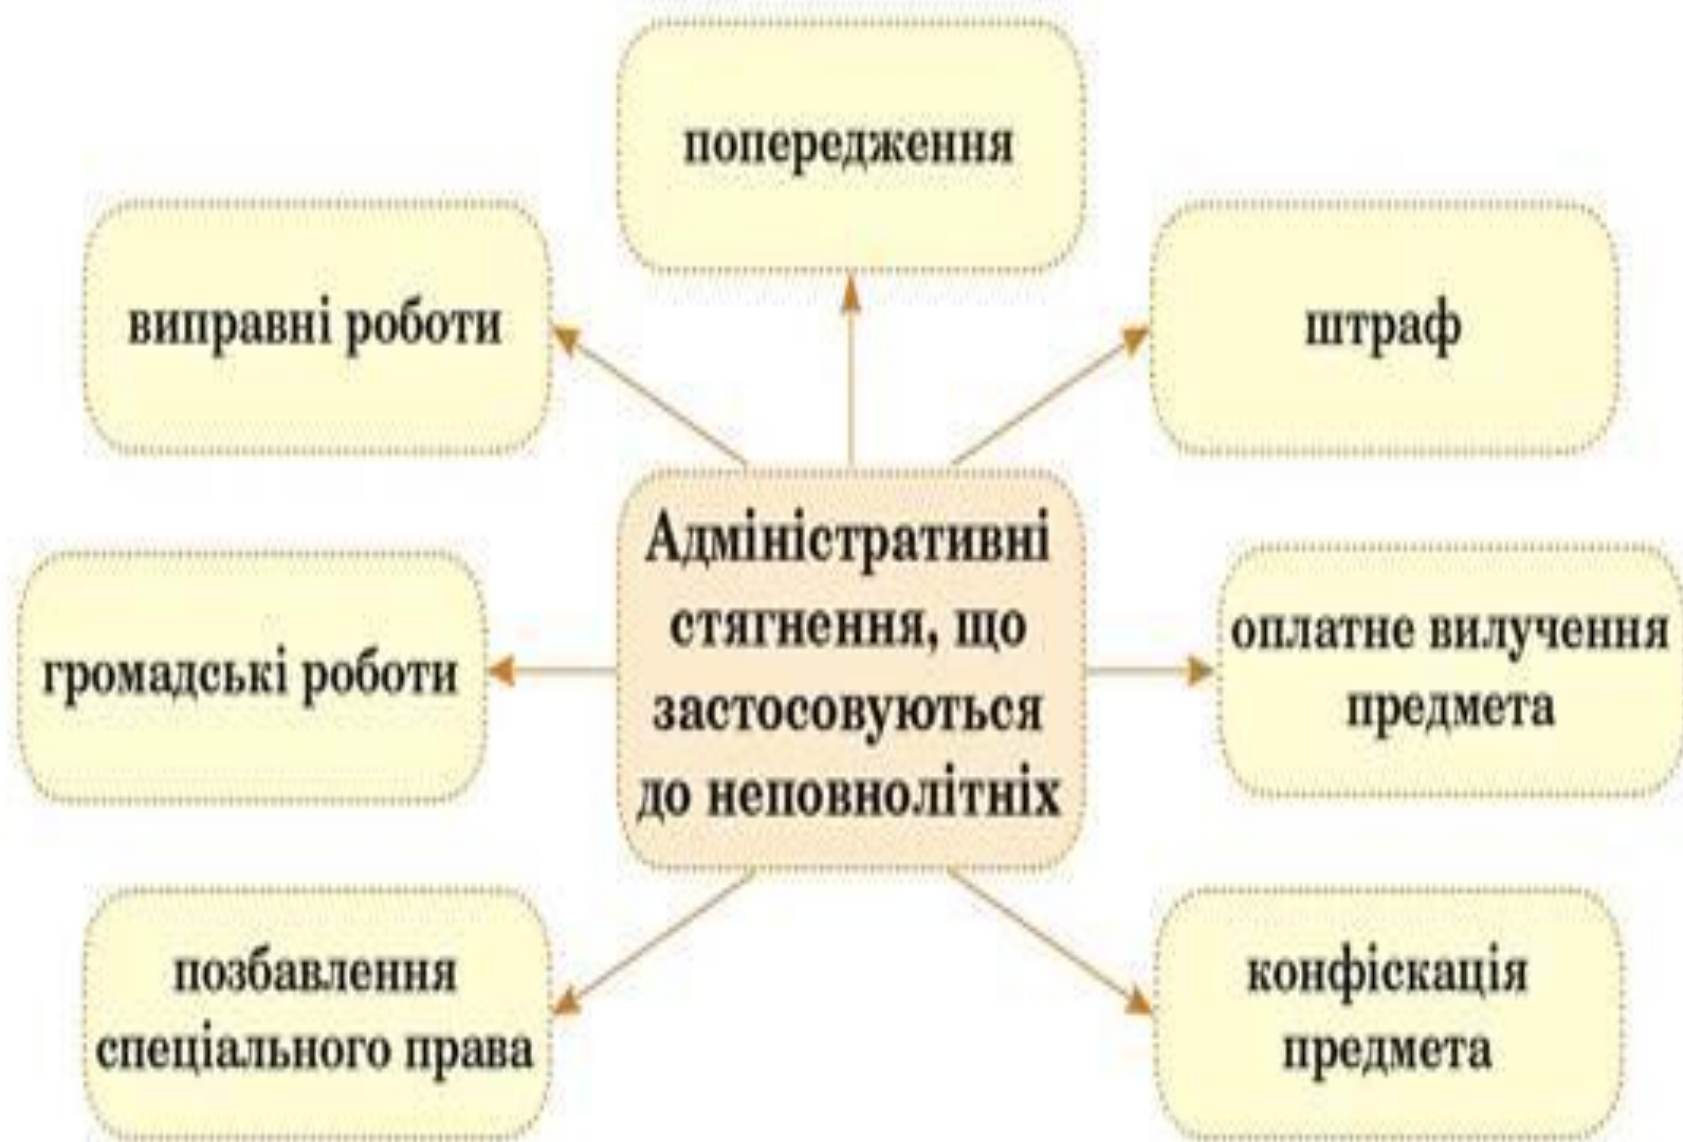 попередження
виправні роботи
штраф
Адміністративні
стягнення, що
застосовуються
до неповнолітніх
громадські роботи
оплатне вилучення
предмета
позбавлення
спеціального права
конфіскація
предмета